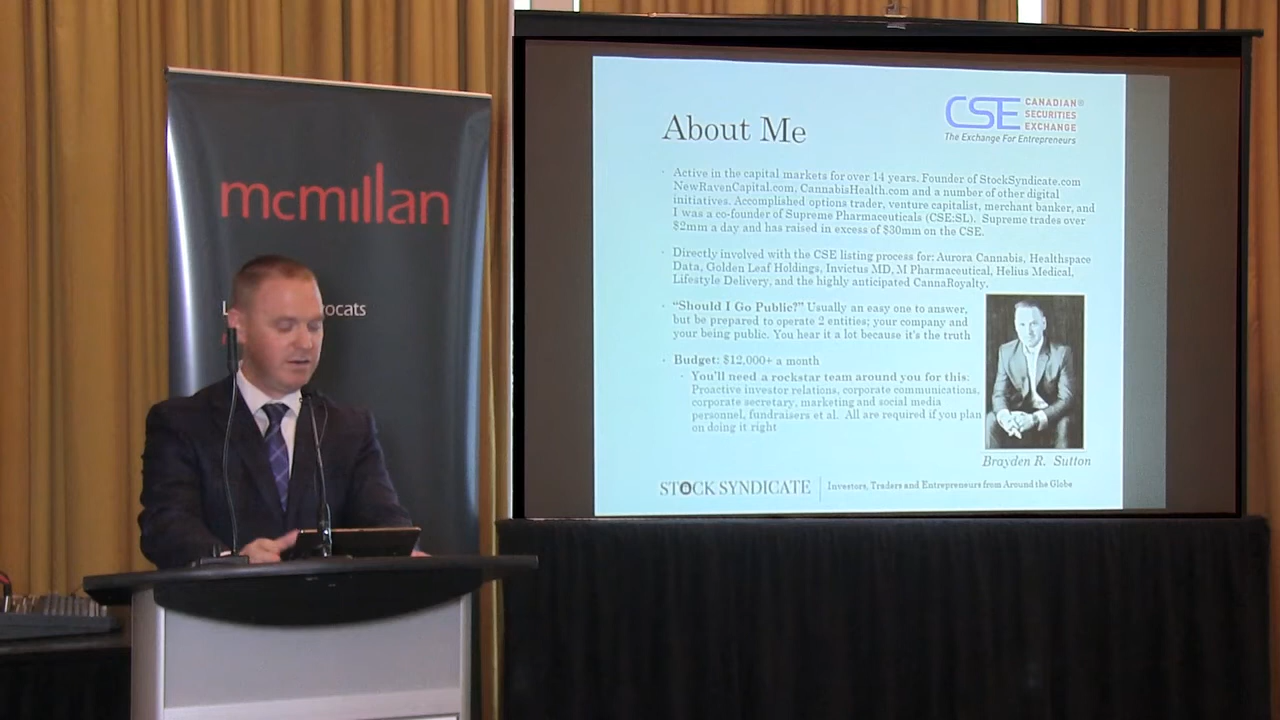 mcmillan
L
vocats
About Me
CSE CANADIAN®
SECURITIES
EXCHANGE
The Exchange For Entrepreneurs
· Active in the capital markets for over 14 years. Founder of StockSyndicate.com
NewRavenCapital.com, CannabisHealth.com and a number of other digital
initiatives. Accomplished options trader, venture capitalist, merchant banker, and
I was a co-founder of Supreme Pharmaceuticals (CSE:SL). Supreme trades over
$2mm a day and has raised in excess of $30mm on the CSE.
· Directly involved with the CSE listing process for: Aurora Cannabis, Healthspace
Data, Golden Leaf Holdings, Invictus MD, M Pharmaceutical, Helius Medical,
Lifestyle Delivery, and the highly anticipated CannaRoyalty.
· “Should I Go Public?” Usually an easy one to answer,
but be prepared to operate 2 entities; your company and
your being public. You hear it a lot because it's the truth
· Budget: $12,000+ a month
· You'll need a rockstar team around you for this:
Proactive investor relations, corporate communications,
corporate secretary, marketing and social media
personnel, fundraisers et al. All are required if you plan
on doing it right
Brayden R. Sutton
STOCK SYNDICATE | Investors, Traders and Entrepreneurs from Around the Globe